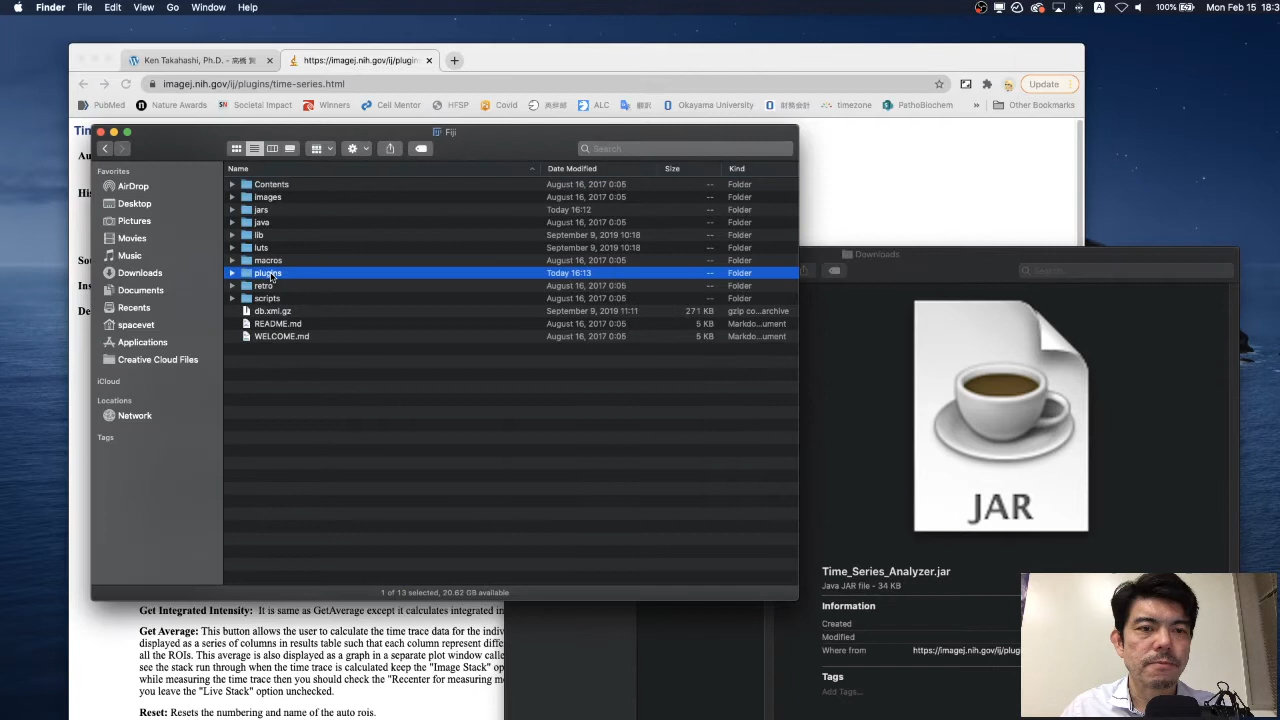 Finder File Edit View Go Window Help 100% Mon Feb 15 18:3
Ken Takahashi, Ph.D. – 高橋 賢
https://imagej.nih.gov/ij/plugin
imagej.nih.gov/ij/plugins/time-series.html
Update
PubMed Nature Awards Societal Impact Winners Cell Mentor HFSP Covid ALC 翻訳 Okayama University timezone PathoBiochem » Other Bookmarks
Fiji
Search
Favorites
AirDrop
Desktop
Pictures
Movies
Music
Downloads
Documents
Recents
spacevet
Applications
Creative Cloud Files
iCloud
Locations
Network
Tags
Name Date Modified Size Kind
Contents August 16, 2017 0:05 -- Folder
images August 16, 2017 0:05 -- Folder
jars Today 16:12 -- Folder
java August 16, 2017 0:05 -- Folder
lib September 9, 2019 10:18 -- Folder
luts September 9, 2019 10:18 -- Folder
macros August 16, 2017 0:05 -- Folder
plugins Today 16:13 -- Folder
retro August 16, 2017 0:05 -- Folder
scripts August 16, 2017 0:05 -- Folder
db.xml.gz September 9, 2019 11:11 271 KB gzip co...archive
README.md August 16, 2017 0:05 5 KB Markdo...ument
WELCOME.md August 16, 2017 0:05 5 KB Markdo...ument
1 of 13 selected, 20.62 GB available
Downloads
Search
JAR
Time_Series_Analyzer.jar
Java JAR file - 34 KB
Information
Created
Modified
Where from https://imagej.nih.gov/ij/plug
Tags
Add Tags...
Get Integrated Intensity: It is same as GetAverage except it calculates integrated in
Get Average: This button allows the user to calculate the time trace data for the indiv
displayed as a series of columns in results table such that each column represent diffe
all the ROIs. This average is also displayed as a graph in a separate plot window calle
see the stack run through when the time trace is calculated keep the "Image Stack" op
while measuring the time trace then you should check the "Recenter for measuring m
you leave the "Live Stack" option unchecked.
Reset: Resets the numbering and name of the auto rois.